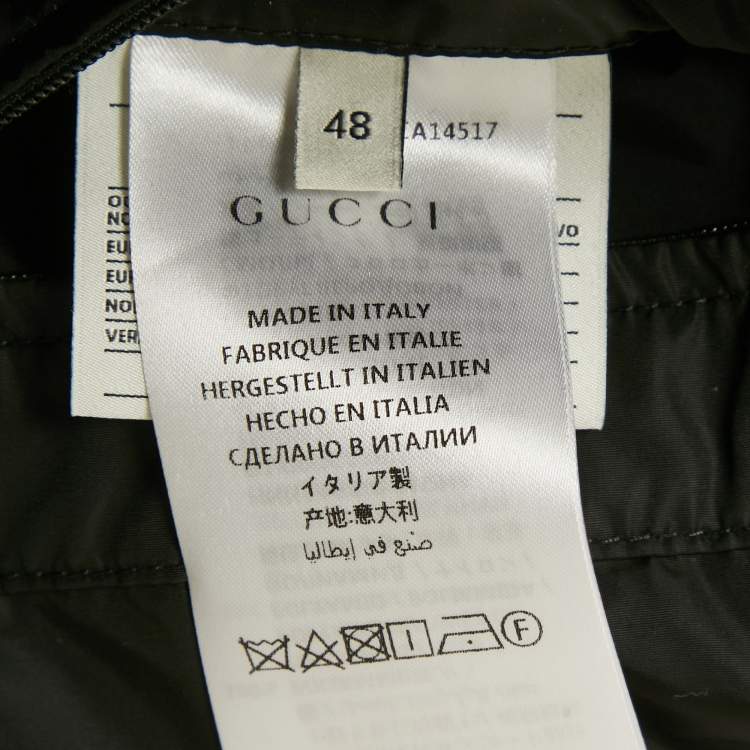 48
IA14517
GUCCI
MADE IN ITALY
FABRIQUE EN ITALIE
HERGESTELLT IN ITALIEN
HECHO EN ITALIA
СДЕЛАНО В ИТАЛИИ
イタリア製
产地:意大利
صنع في إيطاليا
F